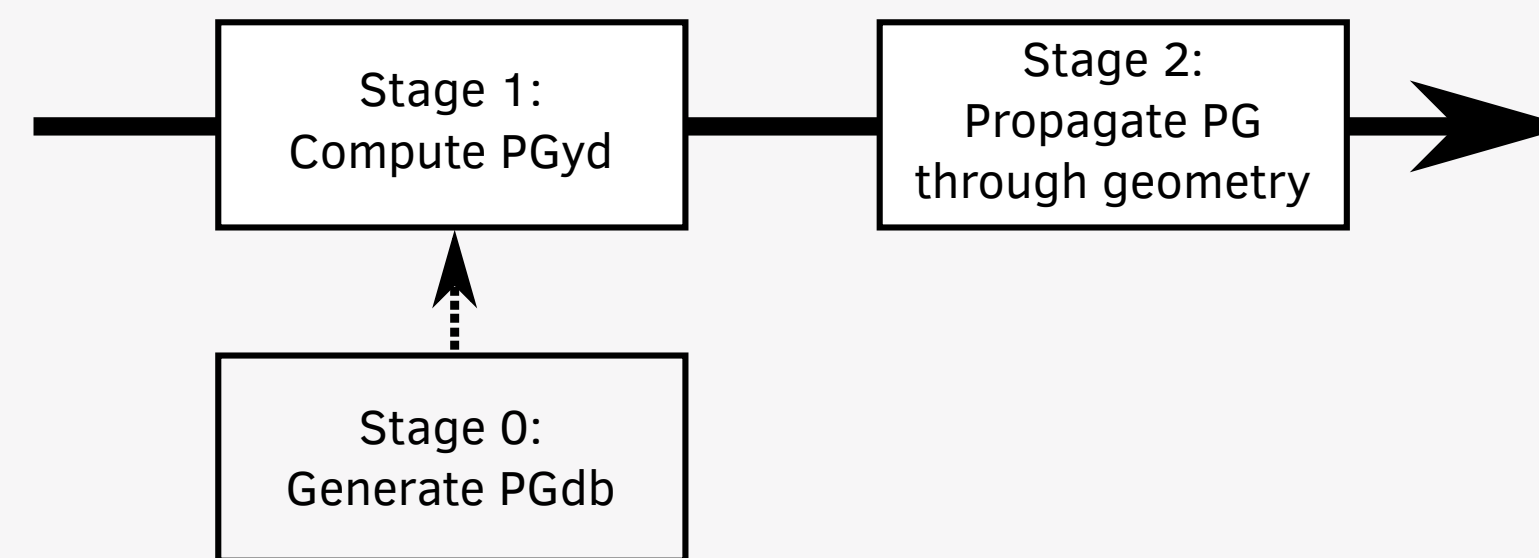 Stage 1:
Compute PGyd
Stage 2:
Propagate PG
through geometry
Stage 0:
Generate PGdb